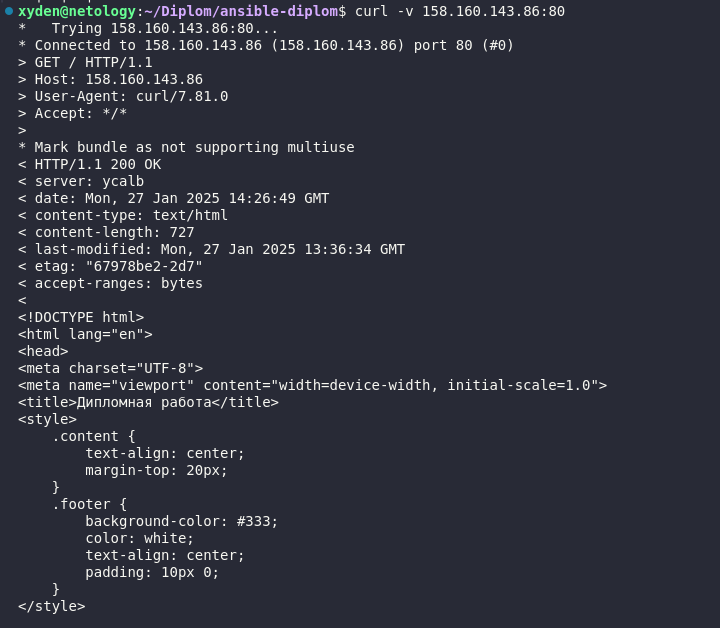 xyden@netology:~/Diplom/ansible-diplom$ curl -v 158.160.143.86:80
*   Trying 158.160.143.86:80...
* Connected to 158.160.143.86 (158.160.143.86) port 80 (#0)
> GET / HTTP/1.1
> Host: 158.160.143.86
> User-Agent: curl/7.81.0
> Accept: */*
>
* Mark bundle as not supporting multiuse
< HTTP/1.1 200 OK
< server: ycalb
< date: Mon, 27 Jan 2025 14:26:49 GMT
< content-type: text/html
< content-length: 727
< last-modified: Mon, 27 Jan 2025 13:36:34 GMT
< etag: "67978be2-2d7"
< accept-ranges: bytes
<
<!DOCTYPE html>
<html lang="en">
<head>
<meta charset="UTF-8">
<meta name="viewport" content="width=device-width, initial-scale=1.0">
<title>Дипломная работа</title>
<style>
    .content {
        text-align: center;
        margin-top: 20px;
    }
    .footer {
        background-color: #333;
        color: white;
        text-align: center;
        padding: 10px 0;
    }
</style>